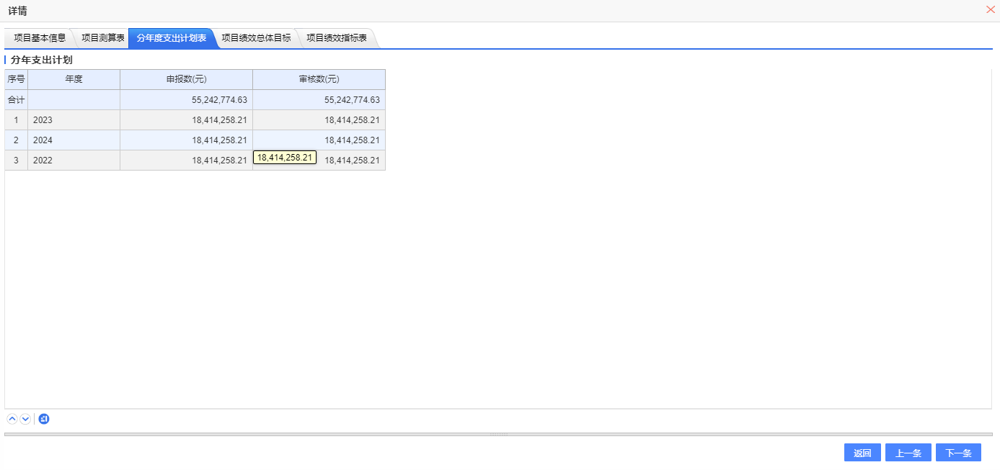 详情
项目基本信息 项目测算表 分年度支出计划表 项目绩效总体目标 项目绩效指标表
分年支出计划
序号 年度 申报数(元) 审核数(元)
合计 55,242,774.63 55,242,774.63
1 2023 18,414,258.21 18,414,258.21
2 2024 18,414,258.21 18,414,258.21
3 2022 18,414,258.21 18,414,258.21 18,414,258.21
返回 上一条 下一条